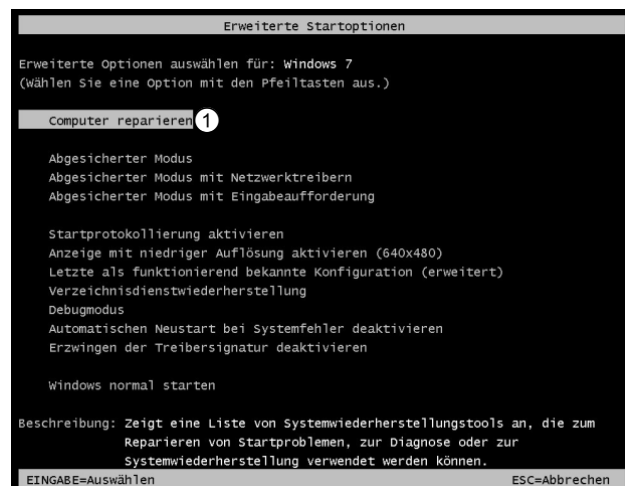 Erweiterte Startoptionen
Erweiterte Optionen auswählen für: Windows 7
(Wählen Sie eine Option mit den Pfeiltasten aus.)
Computer reparieren 1
Abgesicherter Modus
Abgesicherter Modus mit Netzwerktreibern
Abgesicherter Modus mit Eingabeaufforderung
Startprotokollierung aktivieren
Anzeige mit niedriger Auflösung aktivieren (640x480)
Letzte als funktionierend bekannte Konfiguration (erweitert)
Verzeichnisdienstwiederherstellung
Debugmodus
Automatischen Neustart bei Systemfehler deaktivieren
Erzwingen der Treibersignatur deaktivieren
Windows normal starten
Beschreibung: Zeigt eine Liste von Systemwiederherstellungstools an, die zum
Reparieren von Startproblemen, zur Diagnose oder zur
Systemwiederherstellung verwendet werden können.
EINGABE=Auswählen ESC=Abbrechen